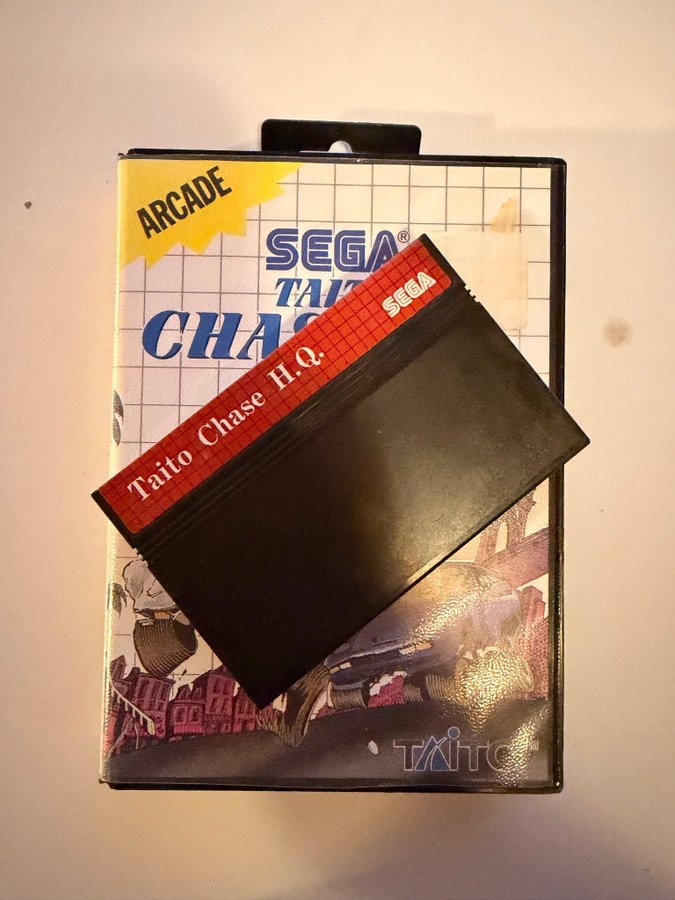 ARCADE
SEGA®
TAIT
CHAS
SEGA
Taito Chase H.Q.
TAITO